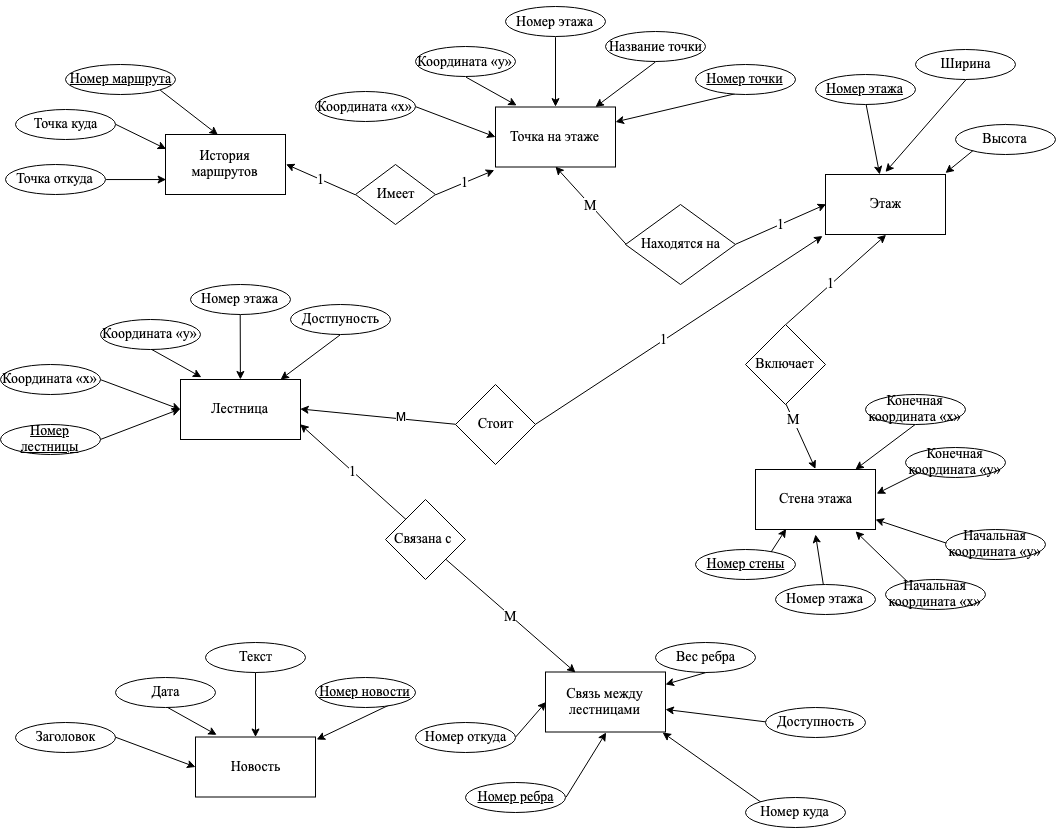 Номер этажа
Координата «y»
Название точки
Координата «x»
Номер точки
Точка на этаже
Номер маршрута
Точка куда
Точка откуда
История
маршрутов
1
Имеет
1
Ширина
Номер этажа
Высота
Этаж
М
Находятся на
1
Номер этажа
Координата «y»
Достпуность
Координата «x»
Номер
лестницы
Лестница
М
Стоит
1
1
Включает
М
Конечная
координата «x»
Конечная
координата «y»
Стена этажа
Начальная
координата «y»
Номер стены
Номер этажа
Начальная
координата «x»
1
Связана с
М
Текст
Дата
Номер новости
Заголовок
Новость
Вес ребра
Связь между
лестницами
Номер откуда
Доступность
Номер ребра
Номер куда